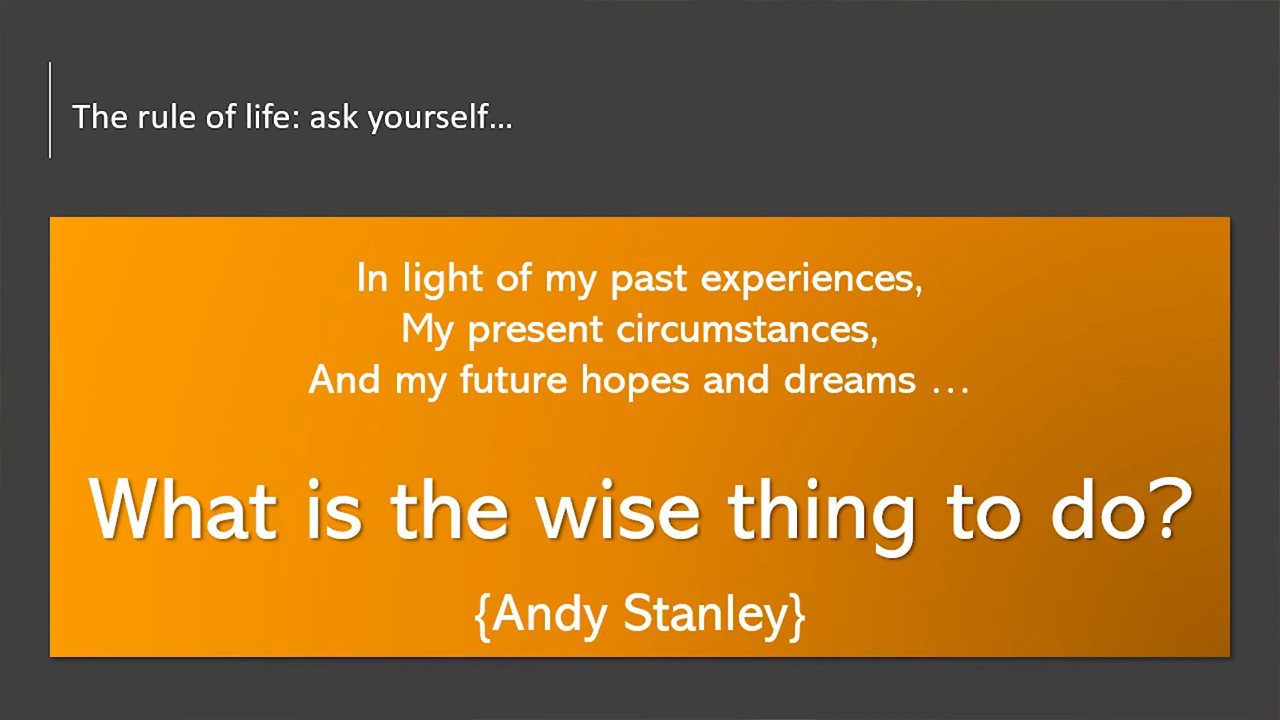 The rule of life: ask yourself…
In light of my past experiences,
My present circumstances,
And my future hopes and dreams …
What is the wise thing to do?
{Andy Stanley}